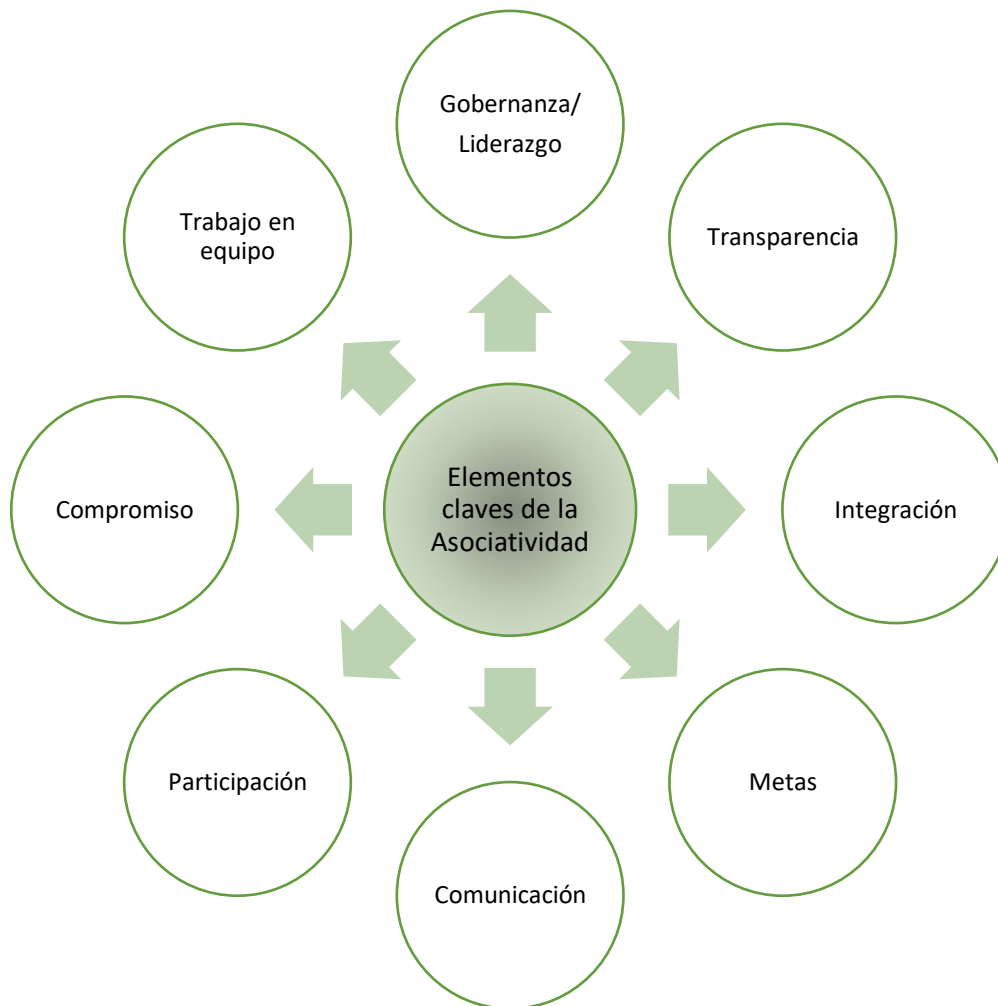 Gobernanza/
Liderazgo
Trabajo en
equipo
Transparencia
Elementos
claves de la
Asociatividad
Compromiso
Integración
Participación
Metas
Comunicación